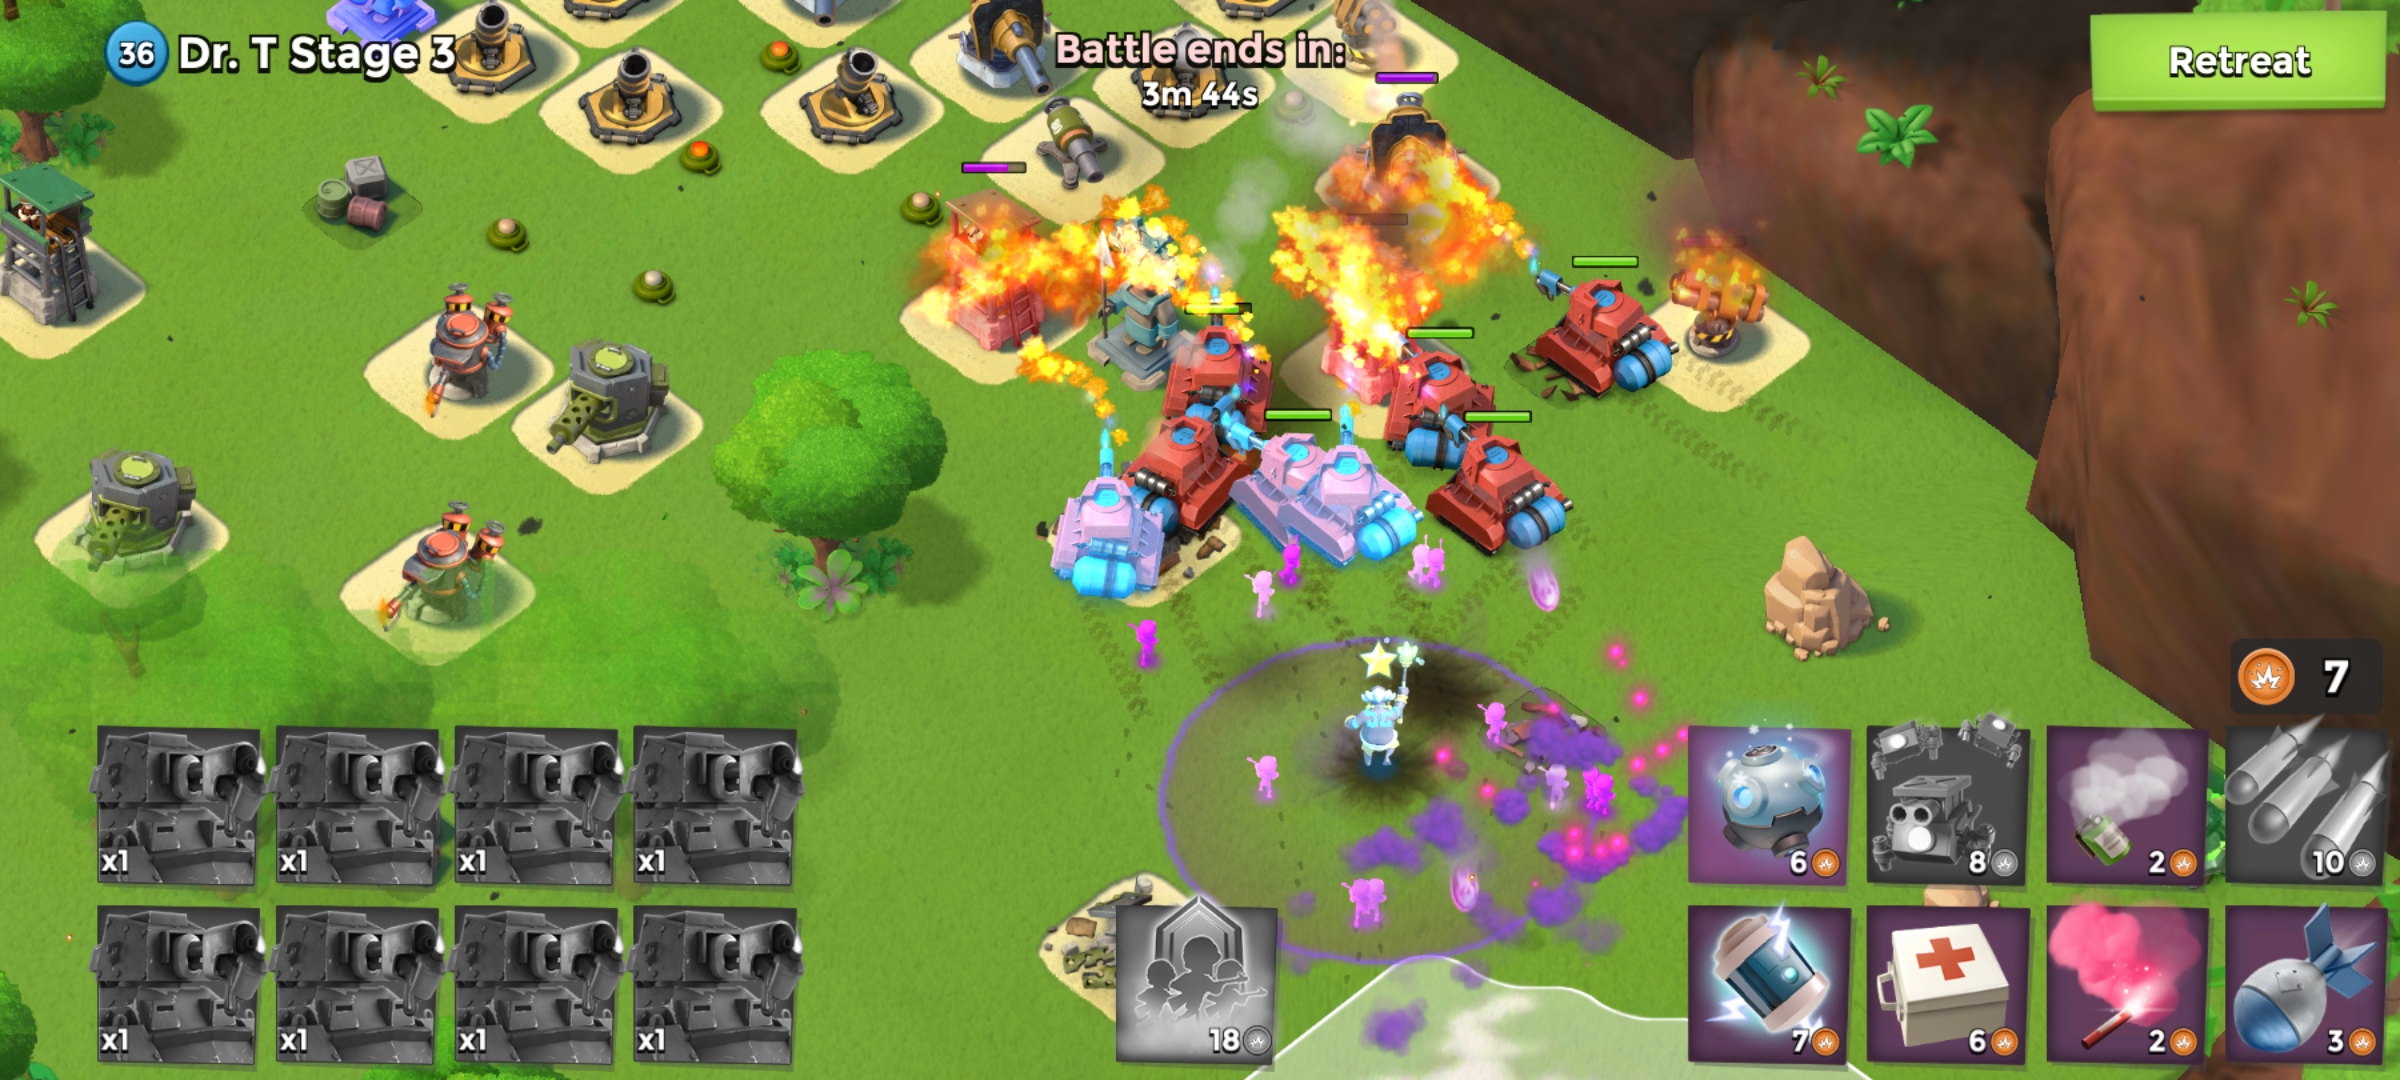 36 Dr. T Stage 3
Battle ends in:
3m 44s
Retreat
7
x1 x1 x1 x1
6 8 2 10
x1 x1 x1 x1
18
7 6 2 3